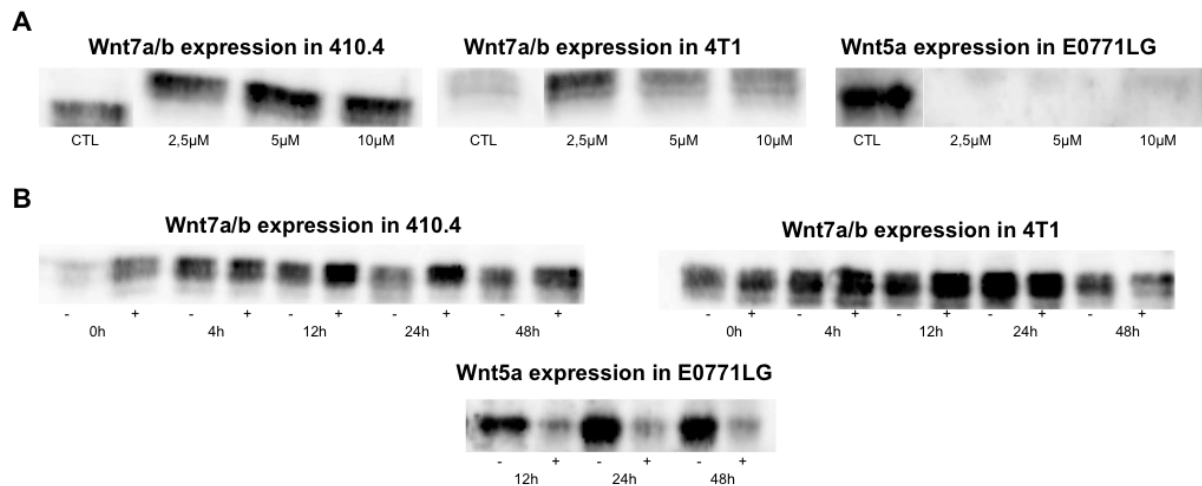 A
Wnt7a/b expression in 410.4 Wnt7a/b expression in 4T1 Wnt5a expression in E0771LG
CTL 2,5µM 5µM 10µM CTL 2,5µM 5µM 10µM CTL 2,5µM 5µM 10µM
B
Wnt7a/b expression in 410.4 Wnt7a/b expression in 4T1
- + - + - + - + - + - + - + - + - + - +
0h 4h 12h 24h 48h 0h 4h 12h 24h 48h
Wnt5a expression in E0771LG
- + - + - +
12h 24h 48h